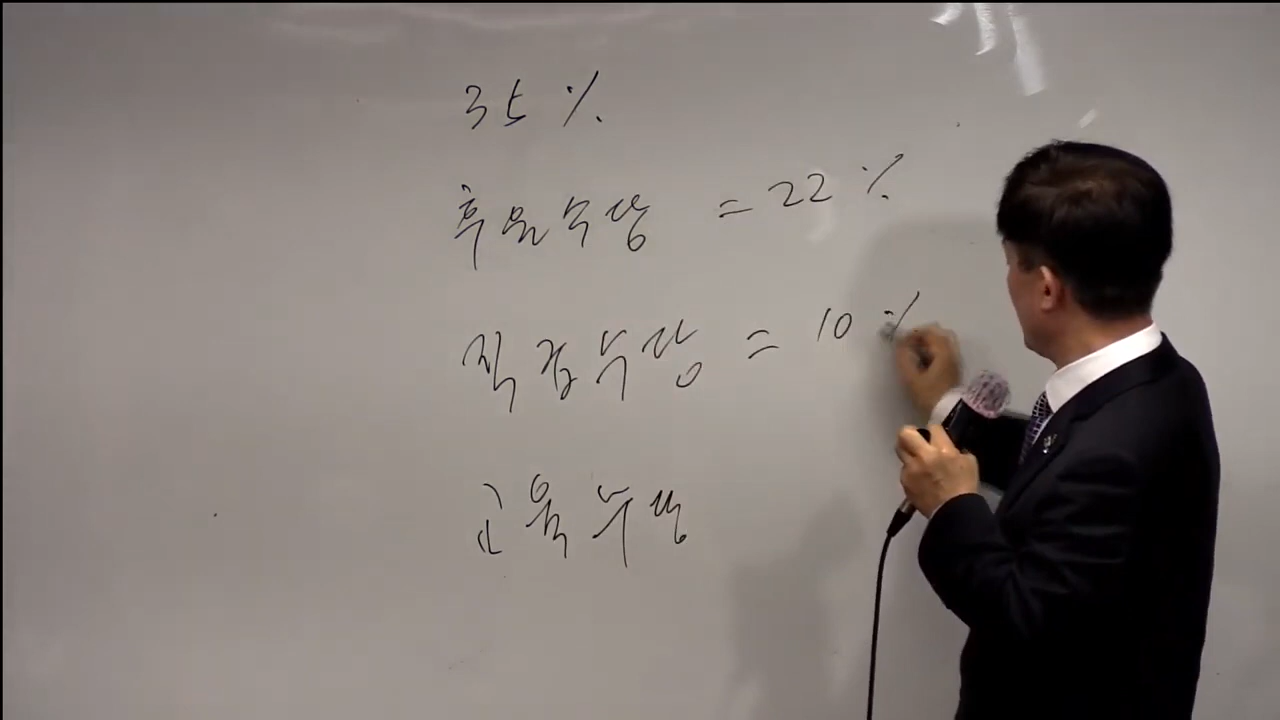 35%
후원수당 = 22%
직급수당 = 10%
교육수당